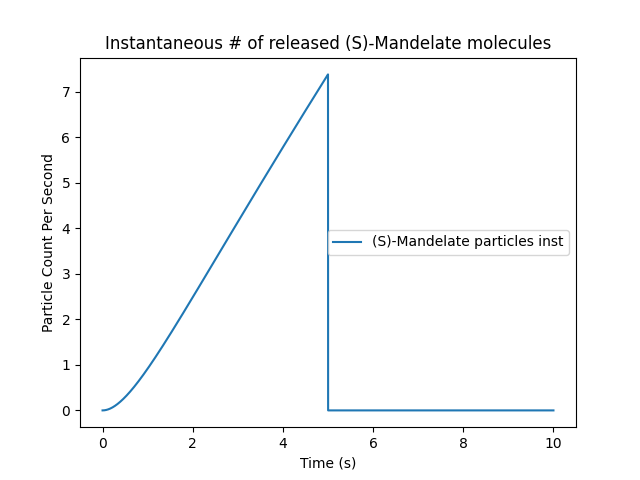 Instantaneous # of released (S)-Mandelate molecules
Particle Count Per Second
7
6
5
4
3
2
1
0
(S)-Mandelate particles inst
0 2 4 6 8 10
Time (s)